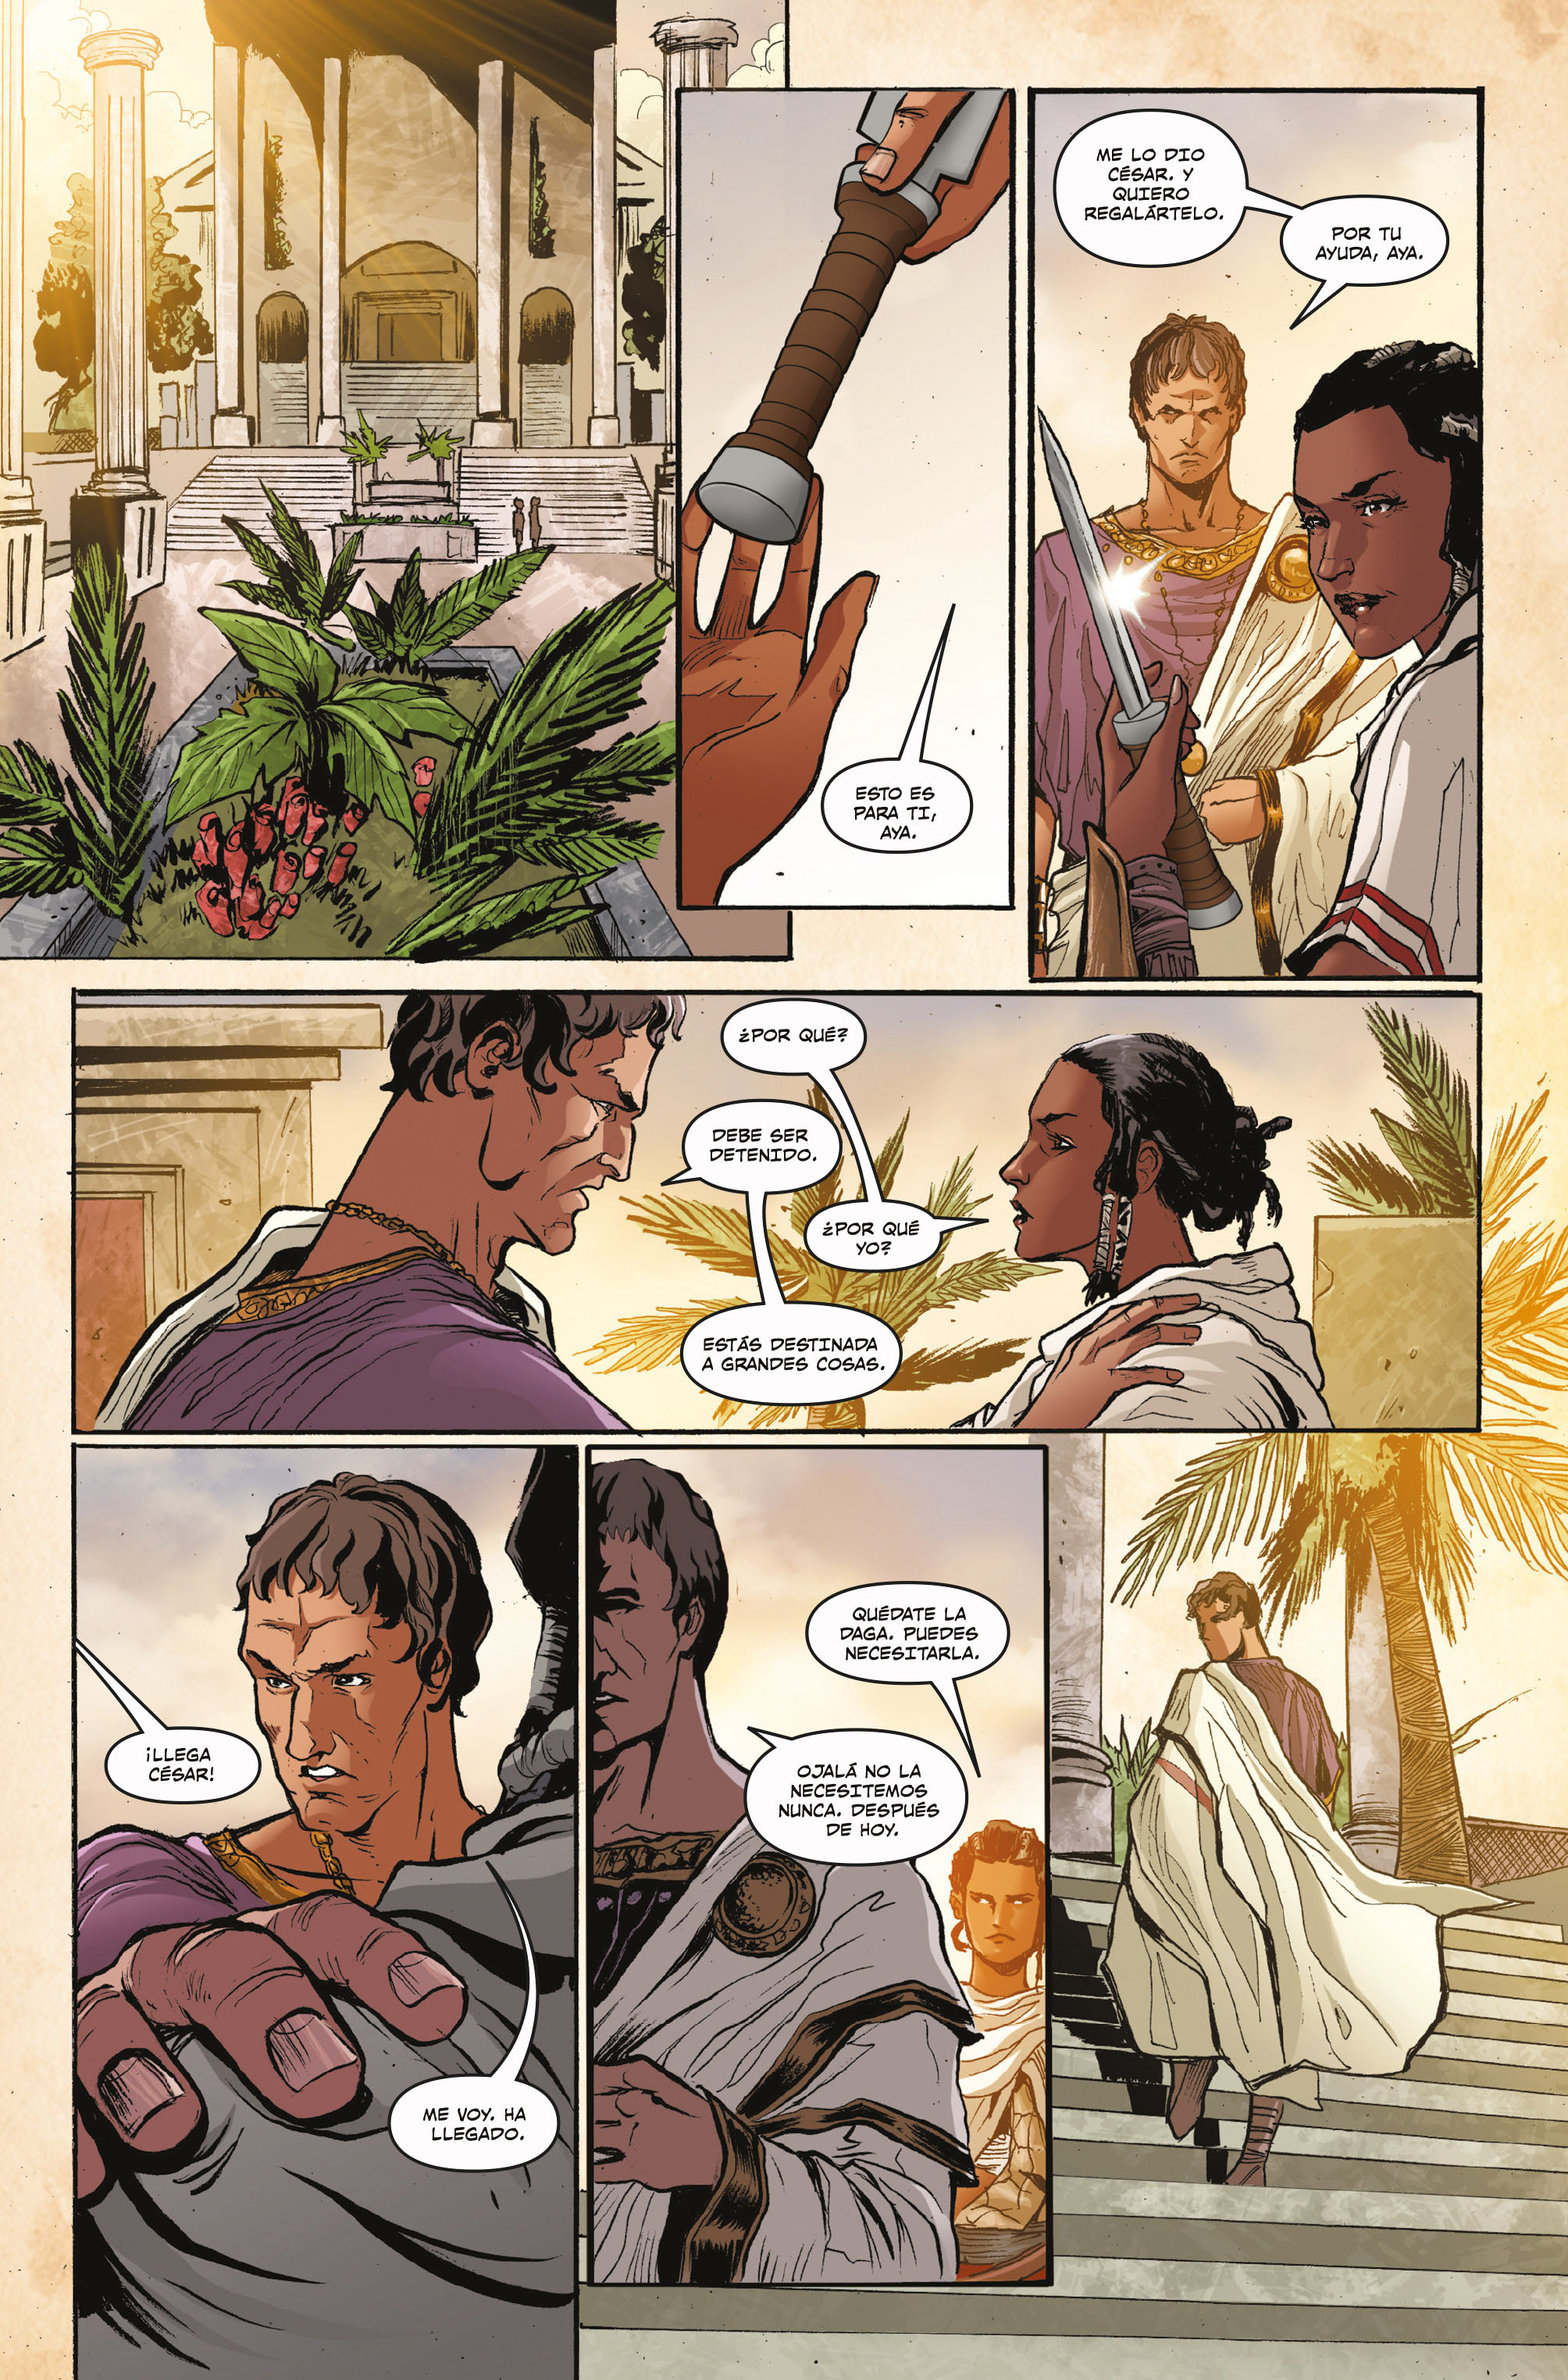 ESTO ES
PARA TI,
AYA.
ME LO DIO
CÉSAR. Y
QUIERO
REGALÁRTELO.
POR TU
AYUDA, AYA.
¿POR QUÉ?
DEBE SER
DETENIDO.
¿POR QUÉ
YO?
ESTÁS DESTINADA
A GRANDES COSAS.
¡LLEGA
CÉSAR!
ME VOY. HA
LLEGADO.
QUÉDATE LA
DAGA. PUEDES
NECESITARLA.
OJALÁ NO LA
NECESITEMOS
NUNCA. DESPUÉS
DE HOY.